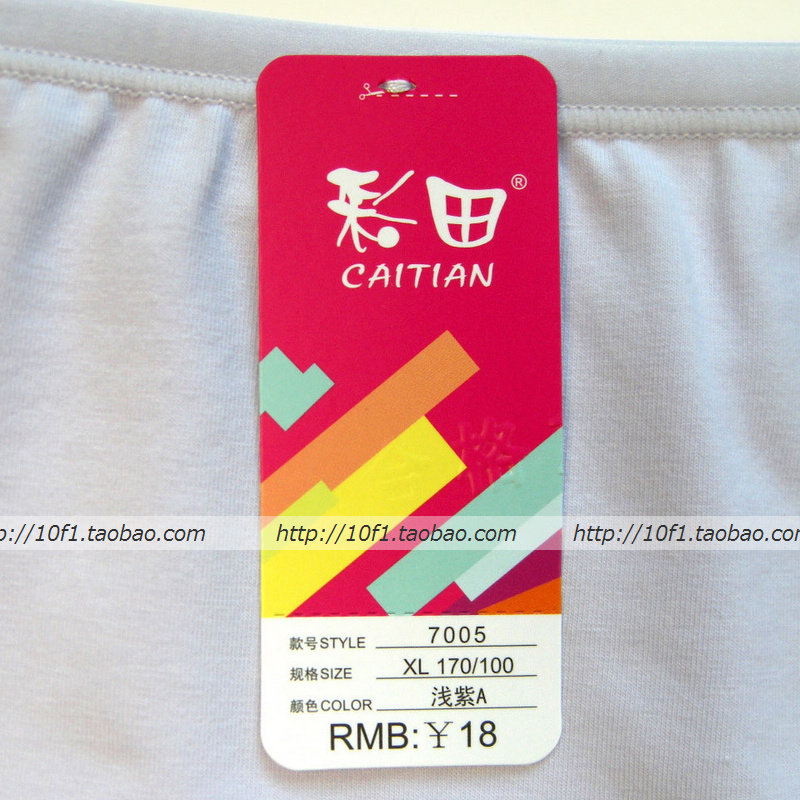 彩田®
CAITIAN
p://10f1.taobao.com
http://10f1.taobao.com
http://10f1.taobao.com
款号STYLE 7005
规格SIZE XL 170/100
颜色COLOR 浅紫A
RMB:￥18